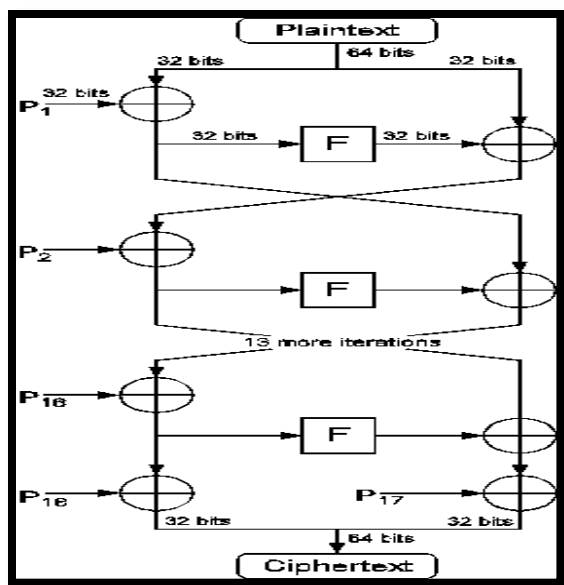 Plaintext
64 bits
32 bits 32 bits
32 bits
P1
32 bits F 32 bits
P2
F
13 more iterations
P16
F
P18 P17
32 bits 32 bits
64 bits
Ciphertext